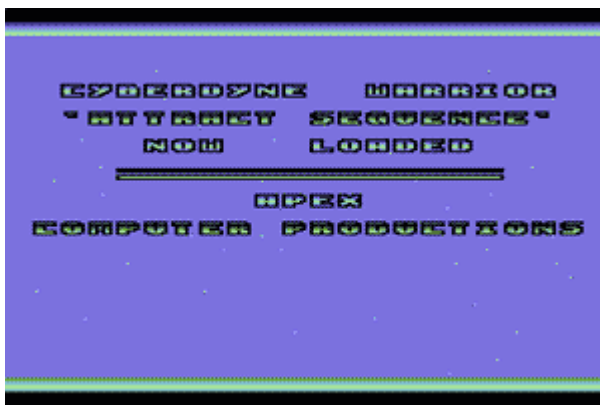 CYBERDYNE WARRIOR
"ATTRACT SEQUENCE"
NOW LOADED
APEX
COMPUTER PRODUCTIONS